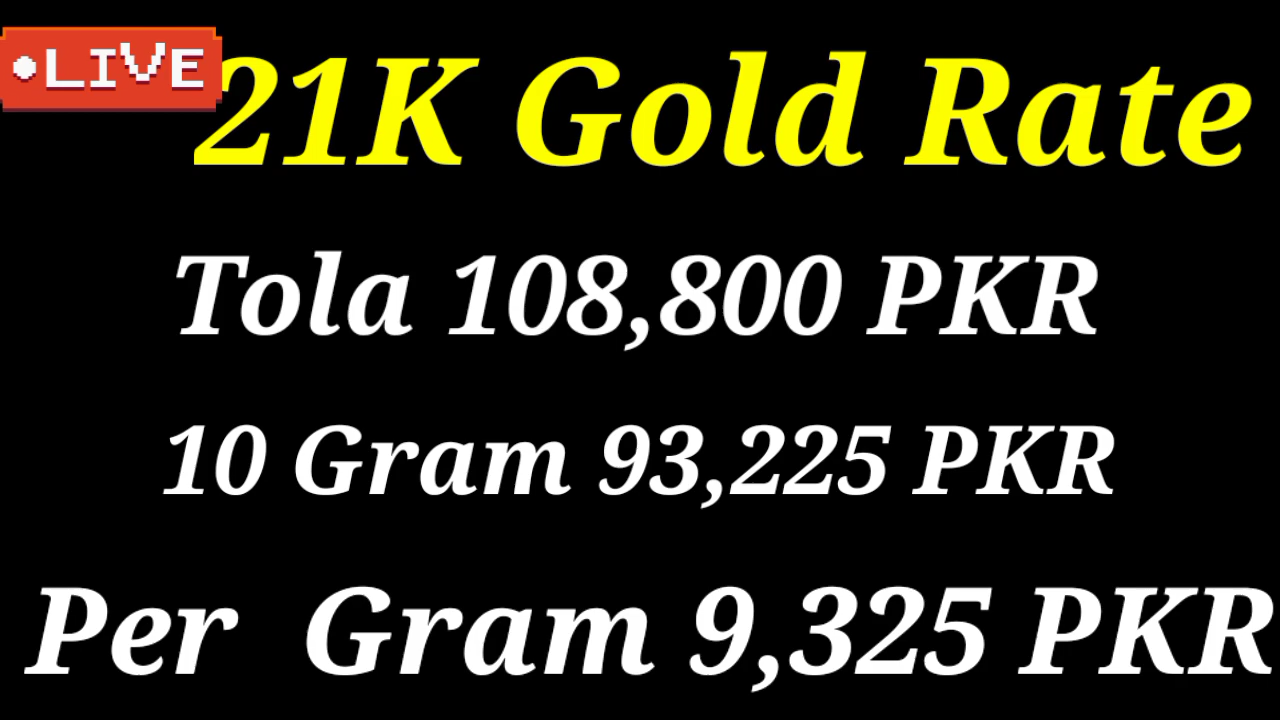 LIVE
21K Gold Rate
Tola 108,800 PKR
10 Gram 93,225 PKR
Per Gram 9,325 PKR